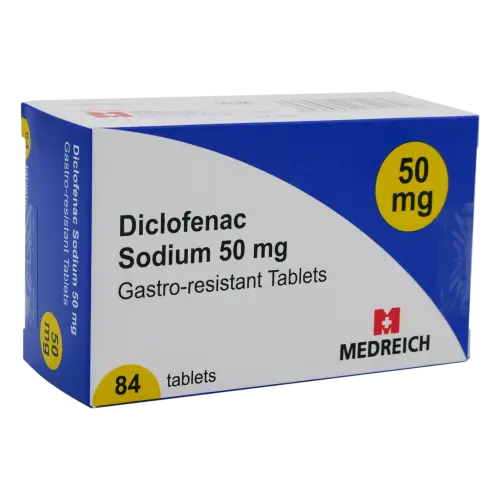 Diclofenac
Sodium 50 mg
Gastro-resistant Tablets
50
mg
MEDREICH
84 tablets
Diclofenac Sodium 50 mg
Gastro-resistant Tablets
50
mg